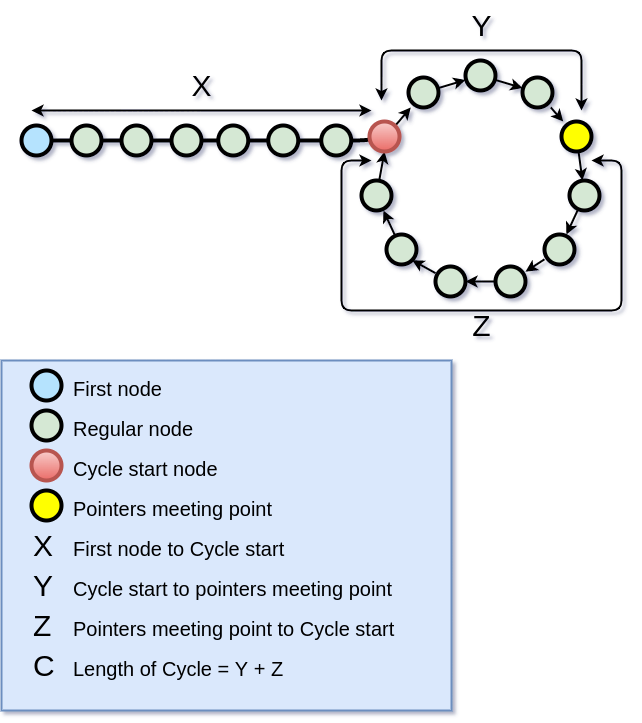 Y
X
Z
First node
Regular node
Cycle start node
Pointers meeting point
X First node to Cycle start
Y Cycle start to pointers meeting point
Z Pointers meeting point to Cycle start
C Length of Cycle = Y + Z